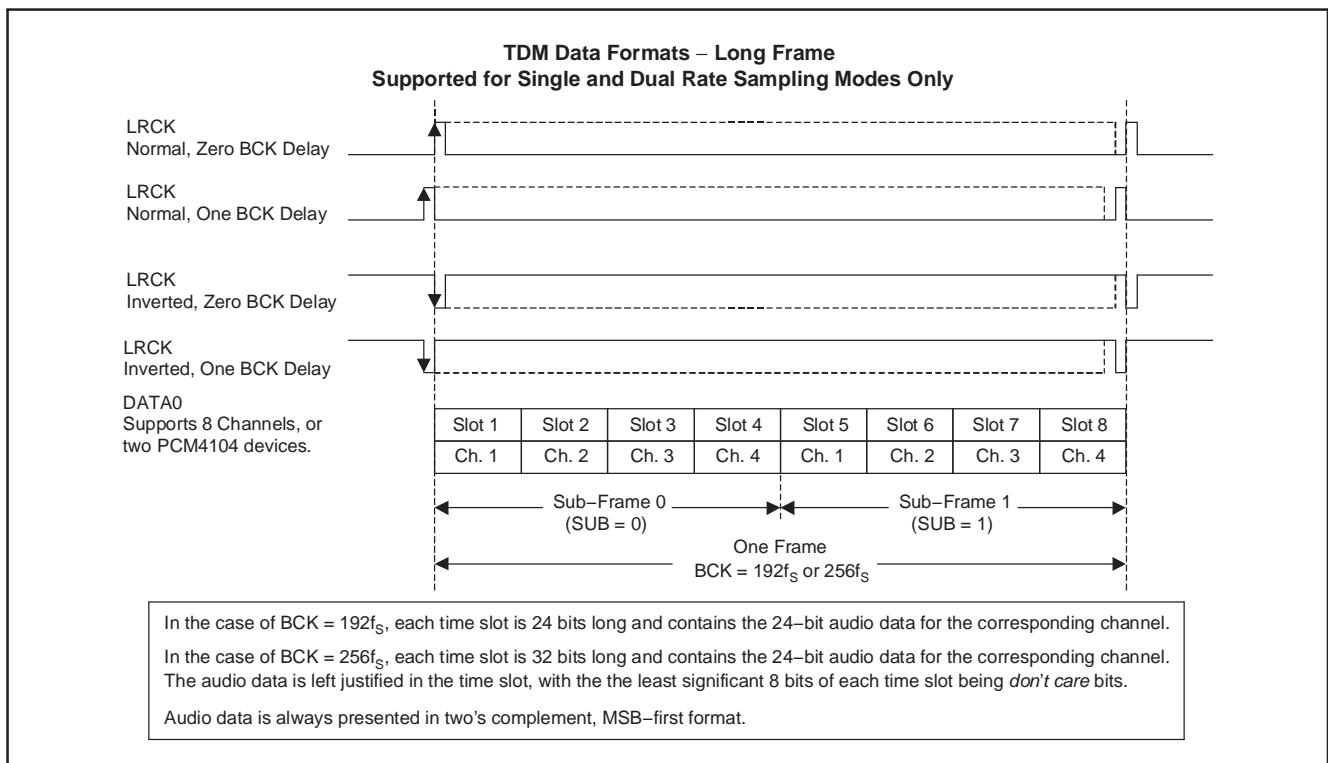 TDM Data Formats – Long Frame
Supported for Single and Dual Rate Sampling Modes Only
LRCK
Normal, Zero BCK Delay
LRCK
Normal, One BCK Delay
LRCK
Inverted, Zero BCK Delay
LRCK
Inverted, One BCK Delay
DATA0
Supports 8 Channels, or
two PCM4104 devices.
Slot 1 Slot 2 Slot 3 Slot 4 Slot 5 Slot 6 Slot 7 Slot 8
Ch. 1 Ch. 2 Ch. 3 Ch. 4 Ch. 1 Ch. 2 Ch. 3 Ch. 4
Sub–Frame 0 Sub–Frame 1
(SUB = 0) (SUB = 1)
One Frame
BCK = 192fS or 256fS
In the case of BCK = 192fS, each time slot is 24 bits long and contains the 24–bit audio data for the corresponding channel.
In the case of BCK = 256fS, each time slot is 32 bits long and contains the 24–bit audio data for the corresponding channel.
The audio data is left justified in the time slot, with the the least significant 8 bits of each time slot being don't care bits.
Audio data is always presented in two's complement, MSB–first format.